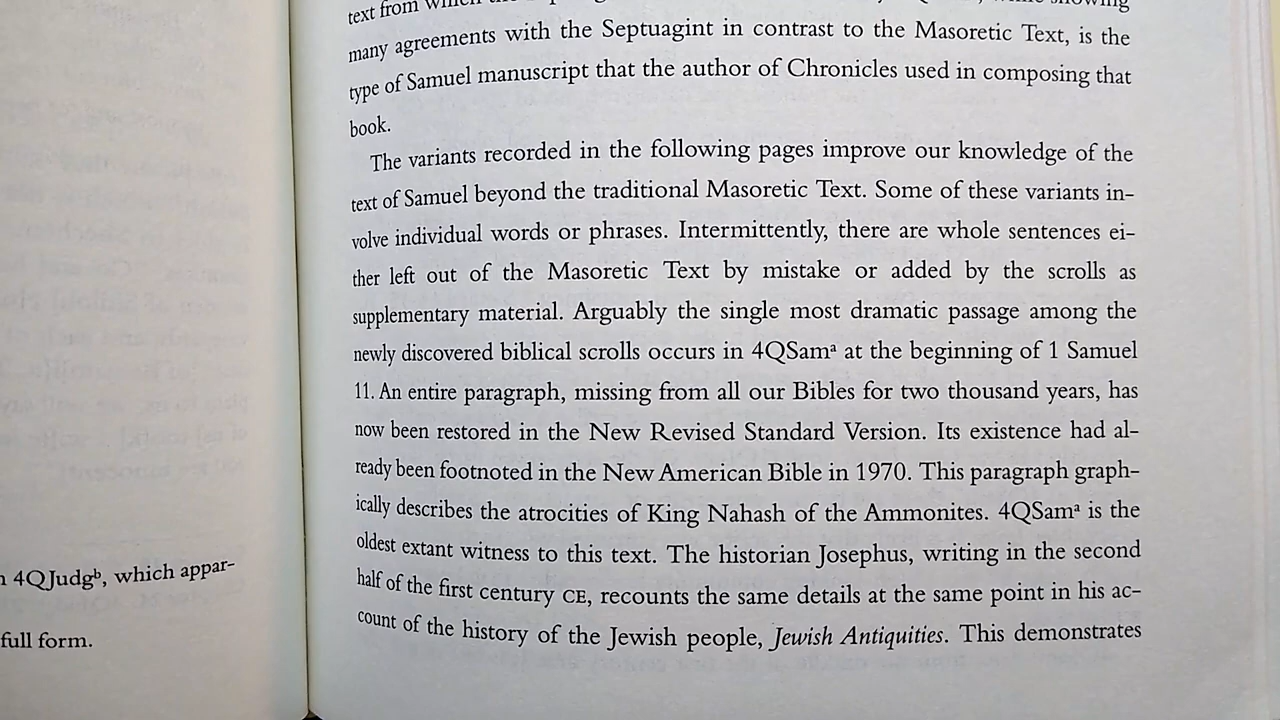 n 4QJudgᵇ, which appar-
full form.
text from which the
many agreements with the Septuagint in contrast to the Masoretic Text, is the
type of Samuel manuscript that the author of Chronicles used in composing that
book.
The variants recorded in the following pages improve our knowledge of the
text of Samuel beyond the traditional Masoretic Text. Some of these variants in-
volve individual words or phrases. Intermittently, there are whole sentences ei-
ther left out of the Masoretic Text by mistake or added by the scrolls as
supplementary material. Arguably the single most dramatic passage among the
newly discovered biblical scrolls occurs in 4QSamᵃ at the beginning of 1 Samuel
11. An entire paragraph, missing from all our Bibles for two thousand years, has
now been restored in the New Revised Standard Version. Its existence had al-
ready been footnoted in the New American Bible in 1970. This paragraph graph-
ically describes the atrocities of King Nahash of the Ammonites. 4QSamᵃ is the
oldest extant witness to this text. The historian Josephus, writing in the second
half of the first century CE, recounts the same details at the same point in his ac-
count of the history of the Jewish people, Jewish Antiquities. This demonstrates